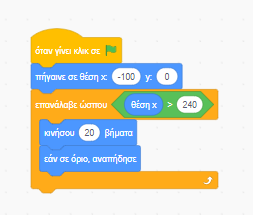 όταν γίνει κλικ σε
πήγαινε σε θέση x: -100 y: 0
επανάλαβε ώσπου θέση x > 240
κινήσου 20 βήματα
εάν σε όριο, αναπήδησε